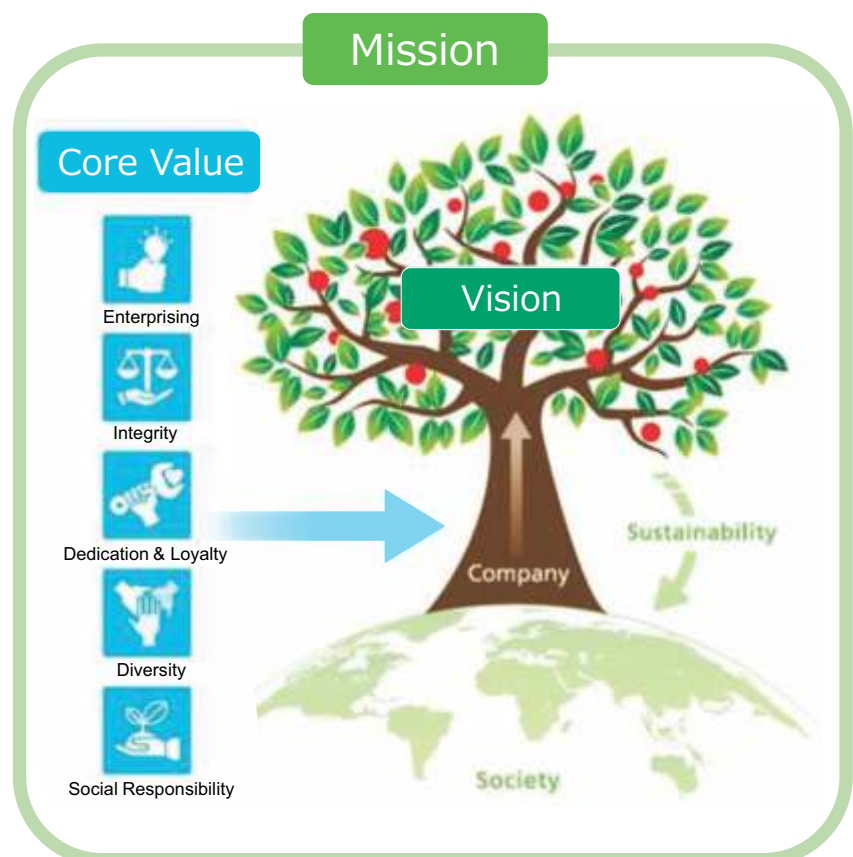 Mission
Core Value
Enterprising
Integrity
Dedication & Loyalty
Diversity
Social Responsibility
Vision
Sustainability
Company
Society